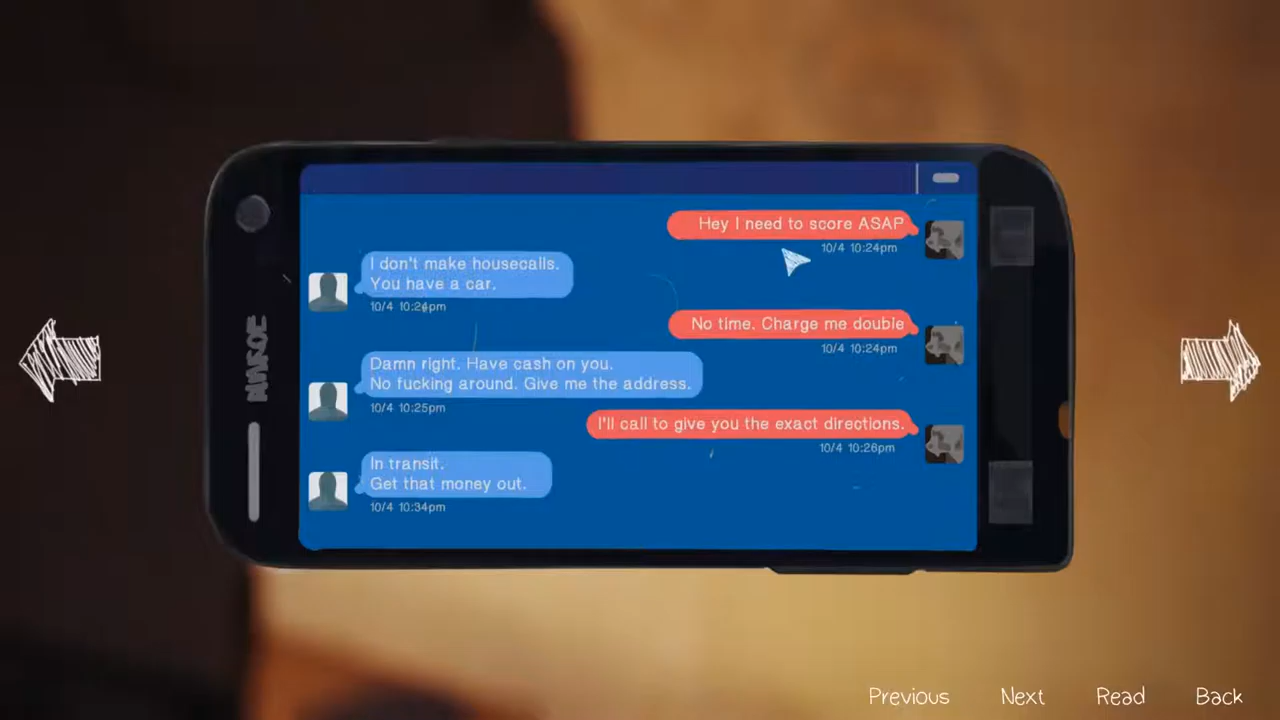 Hey I need to score ASAP
10/4 10:24pm
I don't make housecalls.
You have a car.
10/4 10:24pm
No time. Charge me double
10/4 10:24pm
Damn right. Have cash on you.
No fucking around. Give me the address.
10/4 10:25pm
I'll call to give you the exact directions.
10/4 10:26pm
In transit.
Get that money out.
10/4 10:34pm
Previous
Next
Read
Back